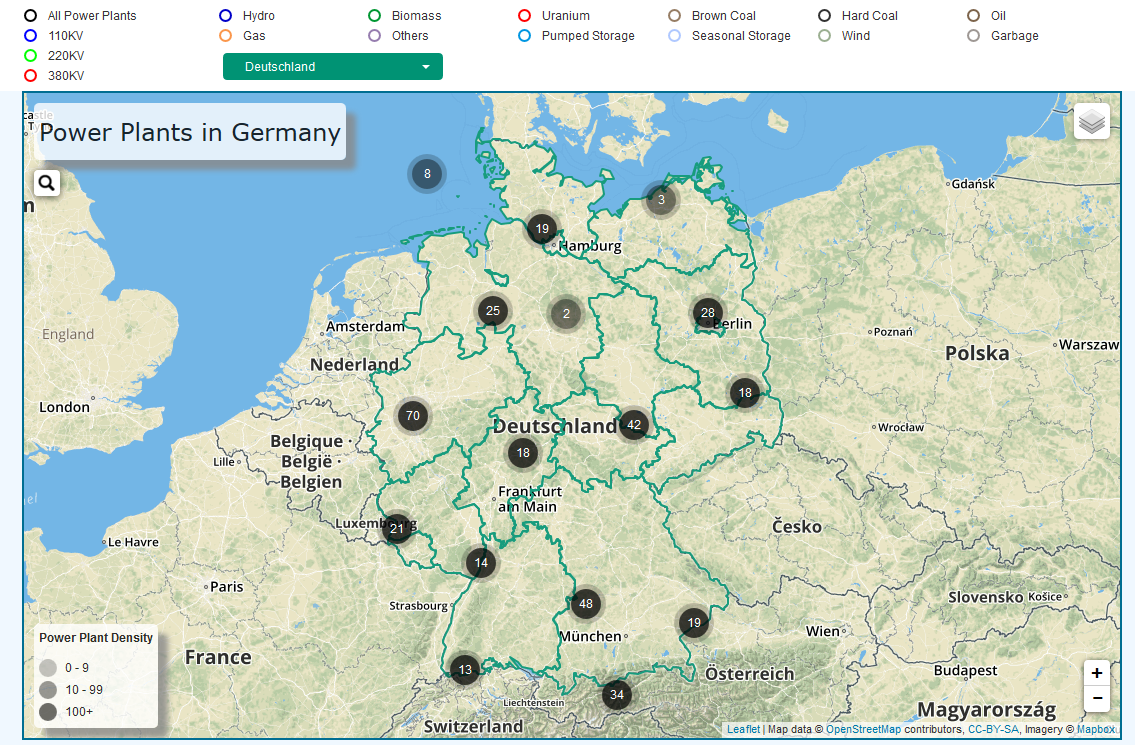 All Power Plants
Hydro
Biomass
Uranium
Brown Coal
Hard Coal
Oil
110KV
Gas
Others
Pumped Storage
Seasonal Storage
Wind
Garbage
220KV
Deutschland
380KV
Power Plants in Germany
8
Gdańsk
3
19
Hamburg
25
2
28
Berlin
Amsterdam
England
Poznań
Warszaw
Nederland
Polska
18
London
70
42
Deutschland
Wrocław
Belgique ·
België ·
Belgien
18
Lille
Frankfurt
am Main
Luxembourg
21
Česko
Le Havre
14
Paris
Strasbourg
48
Slovensko
Košice
19
München
Wien
Power Plant Density
0 - 9
10 - 99
100+
France
13
Österreich
Budapest
+
34
Liechtenstein
−
Magyarország
Switzerland
Leaflet | Map data © OpenStreetMap contributors, CC-BY-SA, Imagery © Mapbox